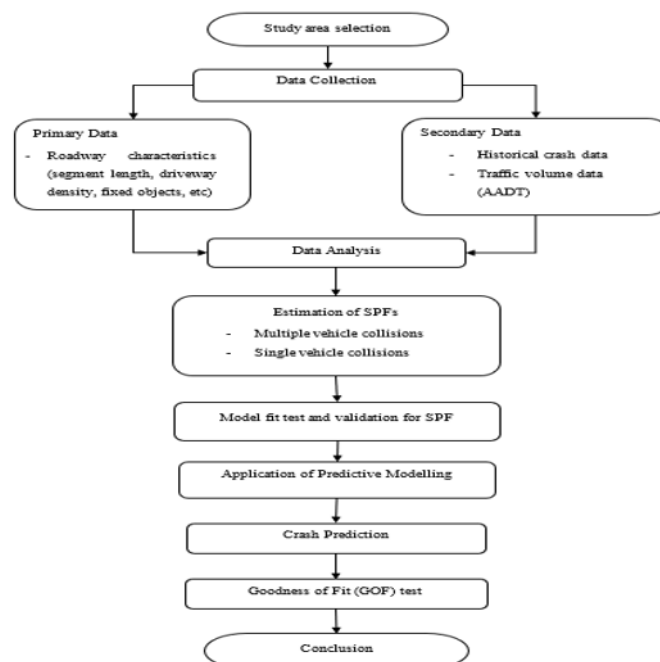 Study area selection
Data Collection
Primary Data
- Roadway characteristics
(segment length, driveway
density, fixed objects, etc)
Secondary Data
- Historical crash data
- Traffic volume data
(AADT)
Data Analysis
Estimation of SPFs
- Multiple vehicle collisions
- Single vehicle collisions
Model fit test and validation for SPF
Application of Predictive Modelling
Crash Prediction
Goodness of Fit (GOF) test
Conclusion